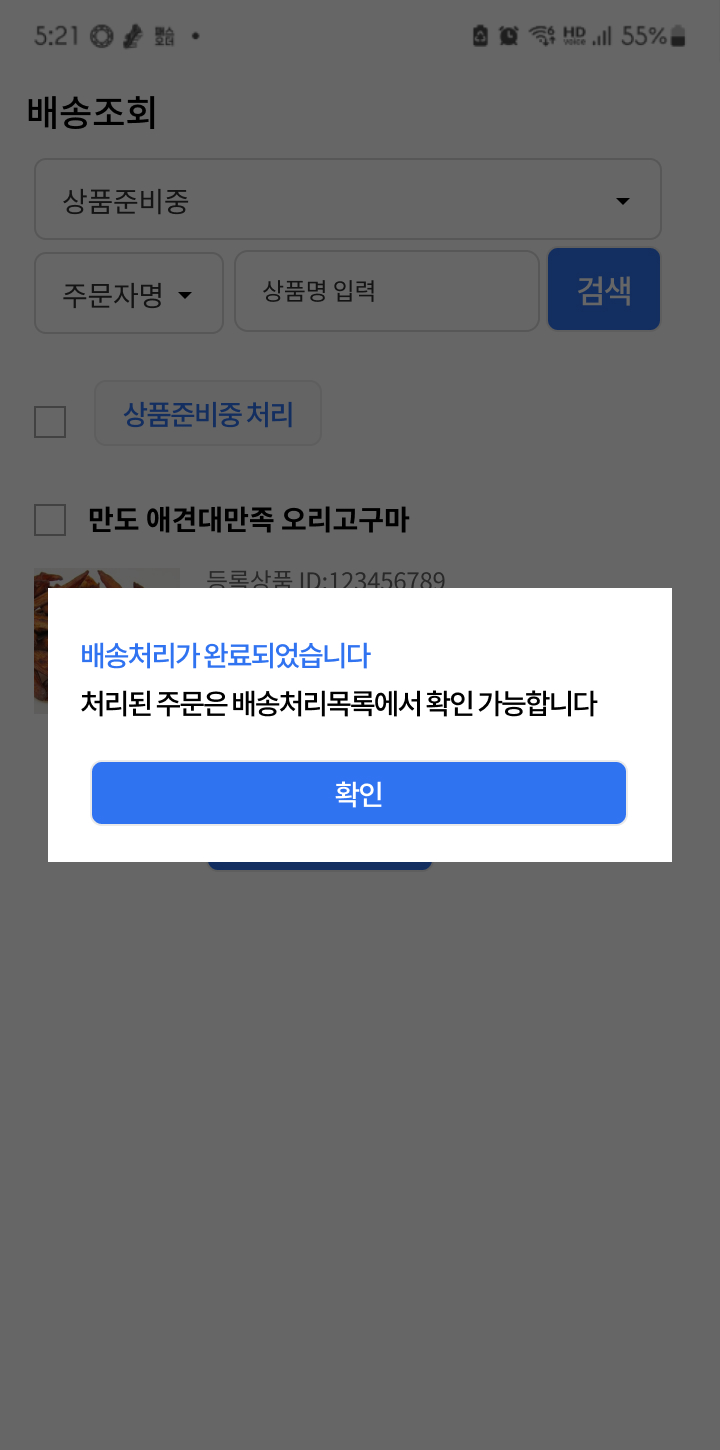 5:21 HD voice 55%
배송조회
상품준비중
주문자명 상품명 입력 검색
상품준비중 처리
만도 애견대만족 오리고구마
등록상품 ID:123456789
배송처리가 완료되었습니다
처리된 주문은 배송처리목록에서 확인 가능합니다
확인